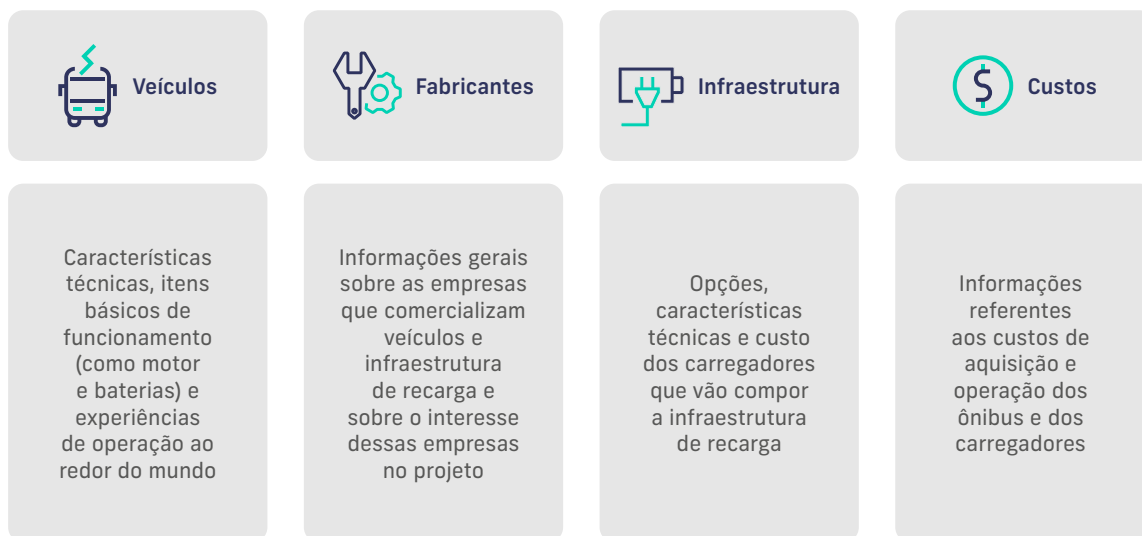 Veículos
Fabricantes
Infraestrutura
Custos
Características
técnicas, itens
básicos de
funcionamento
(como motor
e baterias) e
experiências
de operação ao
redor do mundo
Informações gerais
sobre as empresas
que comercializam
veículos e
infraestrutura
de recarga e
sobre o interesse
dessas empresas
no projeto
Opções,
características
técnicas e custo
dos carregadores
que vão compor
a infraestrutura
de recarga
Informações
referentes
aos custos de
aquisição e
operação dos
ônibus e dos
carregadores